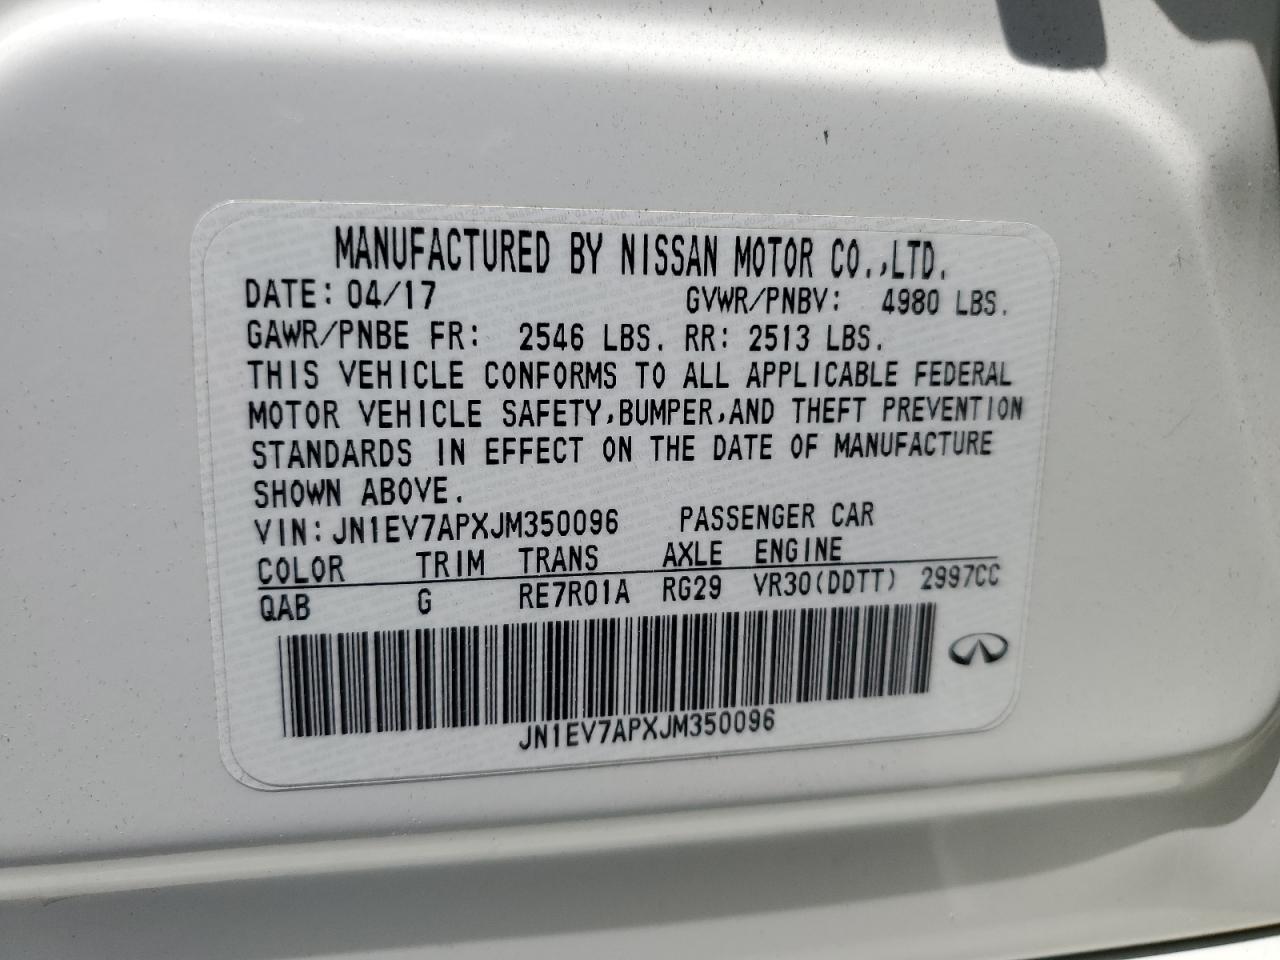 MANUFACTURED BY NISSAN MOTOR CO.,LTD.
DATE: 04/17 GVWR/PNBV: 4980 LBS.
GAWR/PNBE FR: 2546 LBS. RR: 2513 LBS.
THIS VEHICLE CONFORMS TO ALL APPLICABLE FEDERAL
MOTOR VEHICLE SAFETY,BUMPER,AND THEFT PREVENTION
STANDARDS IN EFFECT ON THE DATE OF MANUFACTURE
SHOWN ABOVE.
VIN: JN1EV7APXJM350096 PASSENGER CAR
COLOR TRIM TRANS AXLE ENGINE
QAB G RE7R01A RG29 VR30(DDTT) 2997CC
JN1EV7APXJM350096